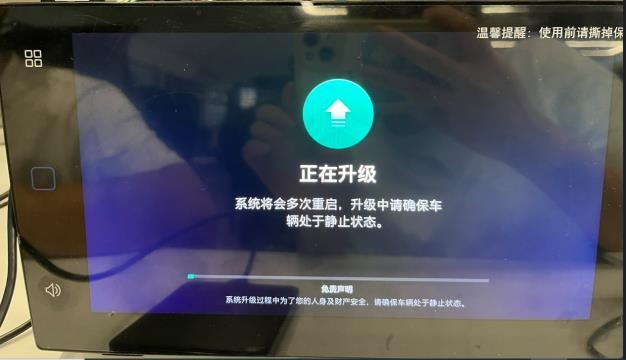 温馨提醒：使用前请撕掉保
正在升级
系统将会多次重启，升级中请确保车
辆处于静止状态。
免责声明
系统升级过程中为了您的人身及财产安全，请确保车辆处于静止状态。